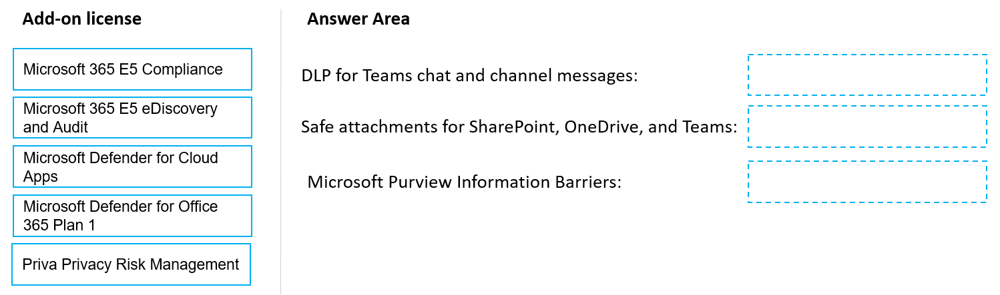 Add-on license
Microsoft 365 E5 Compliance
Microsoft 365 E5 eDiscovery
and Audit
Microsoft Defender for Cloud
Apps
Microsoft Defender for Office
365 Plan 1
Priva Privacy Risk Management
Answer Area
DLP for Teams chat and channel messages:
Safe attachments for SharePoint, OneDrive, and Teams:
Microsoft Purview Information Barriers: